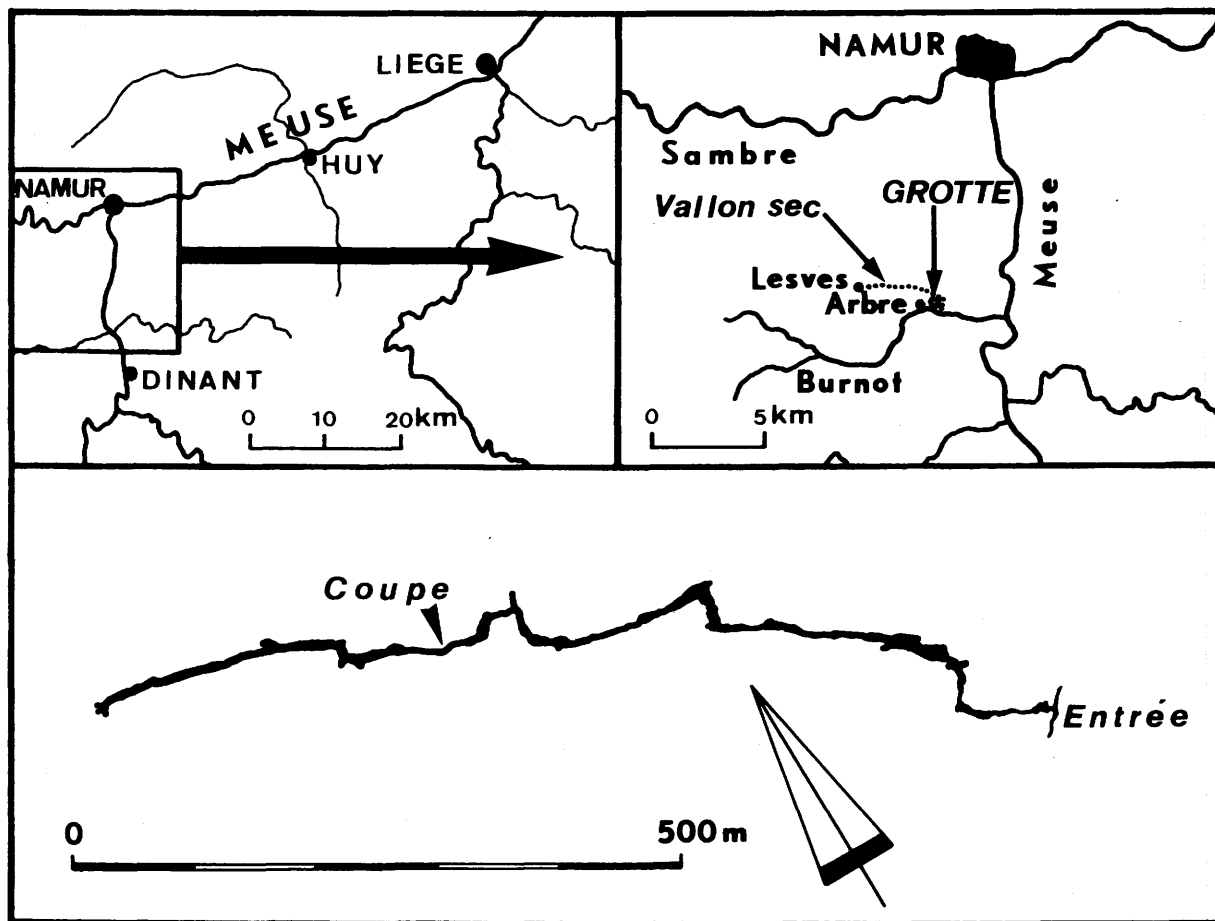 LIEGE
MEUSE
HUY
NAMUR
DINANT
0 10 20km
NAMUR
Sambre
Vallon sec
GROTTE
Meuse
Lesves
Arbre
Burnot
0 5km
Coupe
Entrée
0 500m